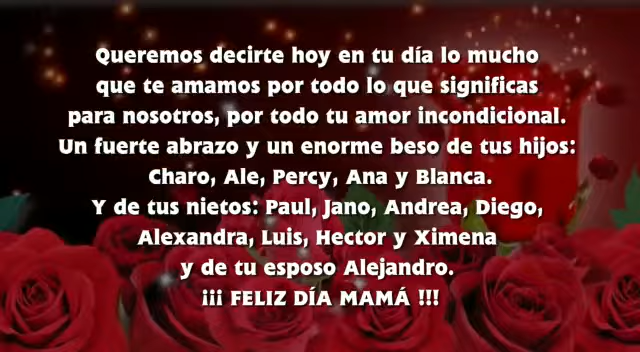 Queremos decirte hoy en tu día lo mucho
que te amamos por todo lo que significas
para nosotros, por todo tu amor incondicional.
Un fuerte abrazo y un enorme beso de tus hijos:
Charo, Ale, Percy, Ana y Blanca.
Y de tus nietos: Paul, Jano, Andrea, Diego,
Alexandra, Luis, Hector y Ximena
y de tu esposo Alejandro.
¡¡¡ FELIZ DÍA MAMÁ !!!